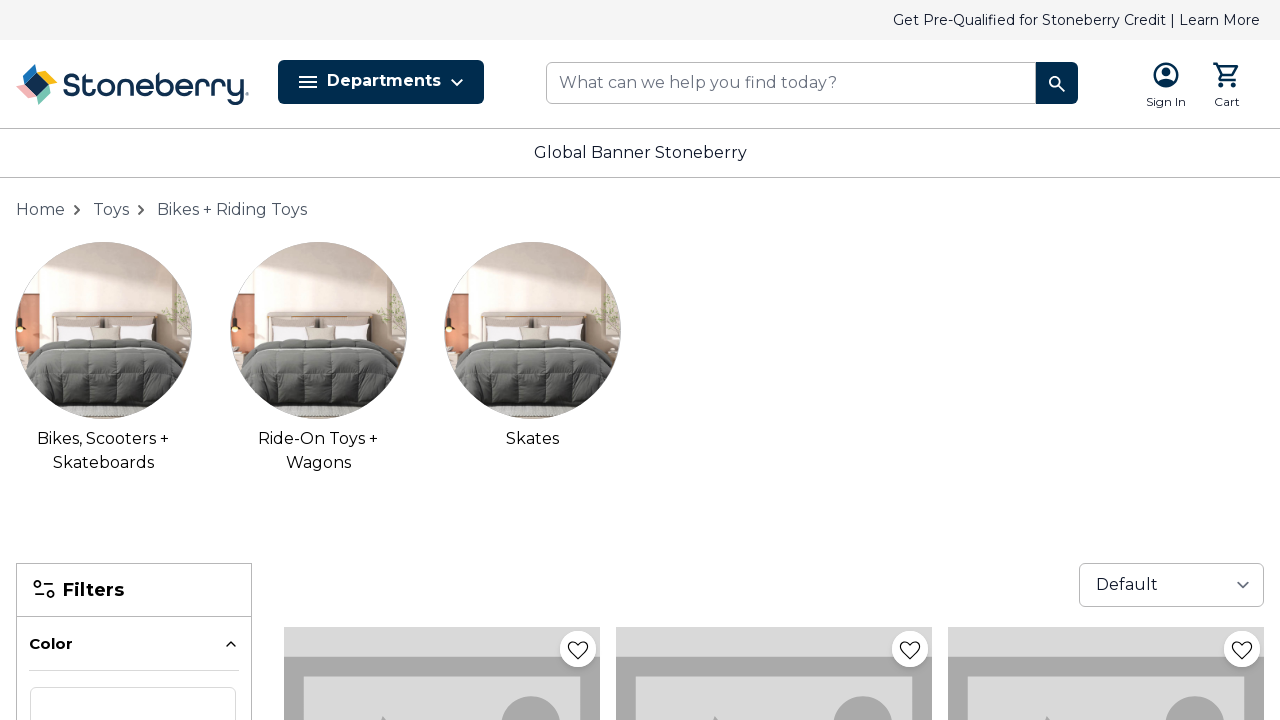 Get Pre-Qualified for Stoneberry Credit | Learn More
Stoneberry
Departments
What can we help you find today?
Sign In
Cart
Global Banner Stoneberry
Home
Toys
Bikes + Riding Toys
Bikes, Scooters +
Skateboards
Ride-On Toys +
Wagons
Skates
Filters
Default
Color